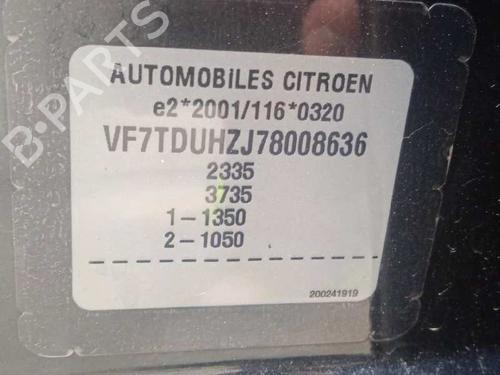 B-PARTS
AUTOMOBILES CITROEN
e2*2001/116*0320
VF7TDUHZJ78008636
2335
3735
1-1350
2-1050
200241919